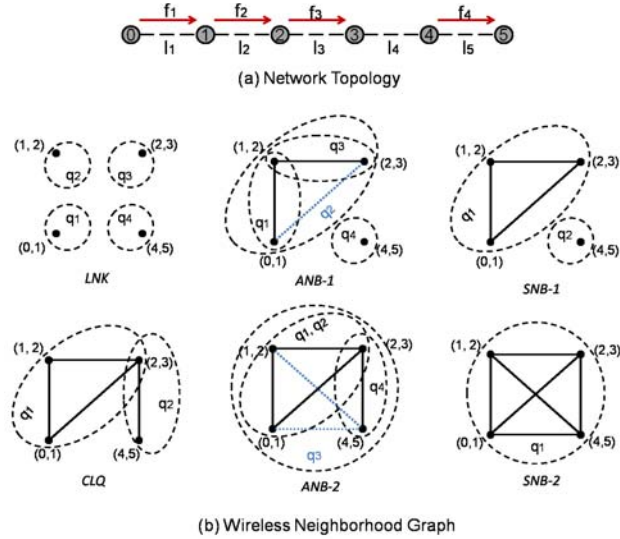 f1 f2 f3 f4
0 1 2 3 4 5
l1 l2 l3 l4 l5
(a) Network Topology
(1, 2) (2,3)
q2 q3
q1 q4
(0,1) (4,5)
LNK
(1, 2) q3 (2,3)
q1 q2
q4
(0,1) (4,5)
ANB-1
(1, 2) (2,3)
q1 q2
(0,1) (4,5)
SNB-1
(1, 2) (2,3)
q1 q2
(0,1) (4,5)
CLQ
q1, q2
(1, 2) (2,3)
q4
(0,1) (4,5)
q3
ANB-2
(1, 2) (2,3)
(0,1) q1 (4,5)
SNB-2
(b) Wireless Neighborhood Graph